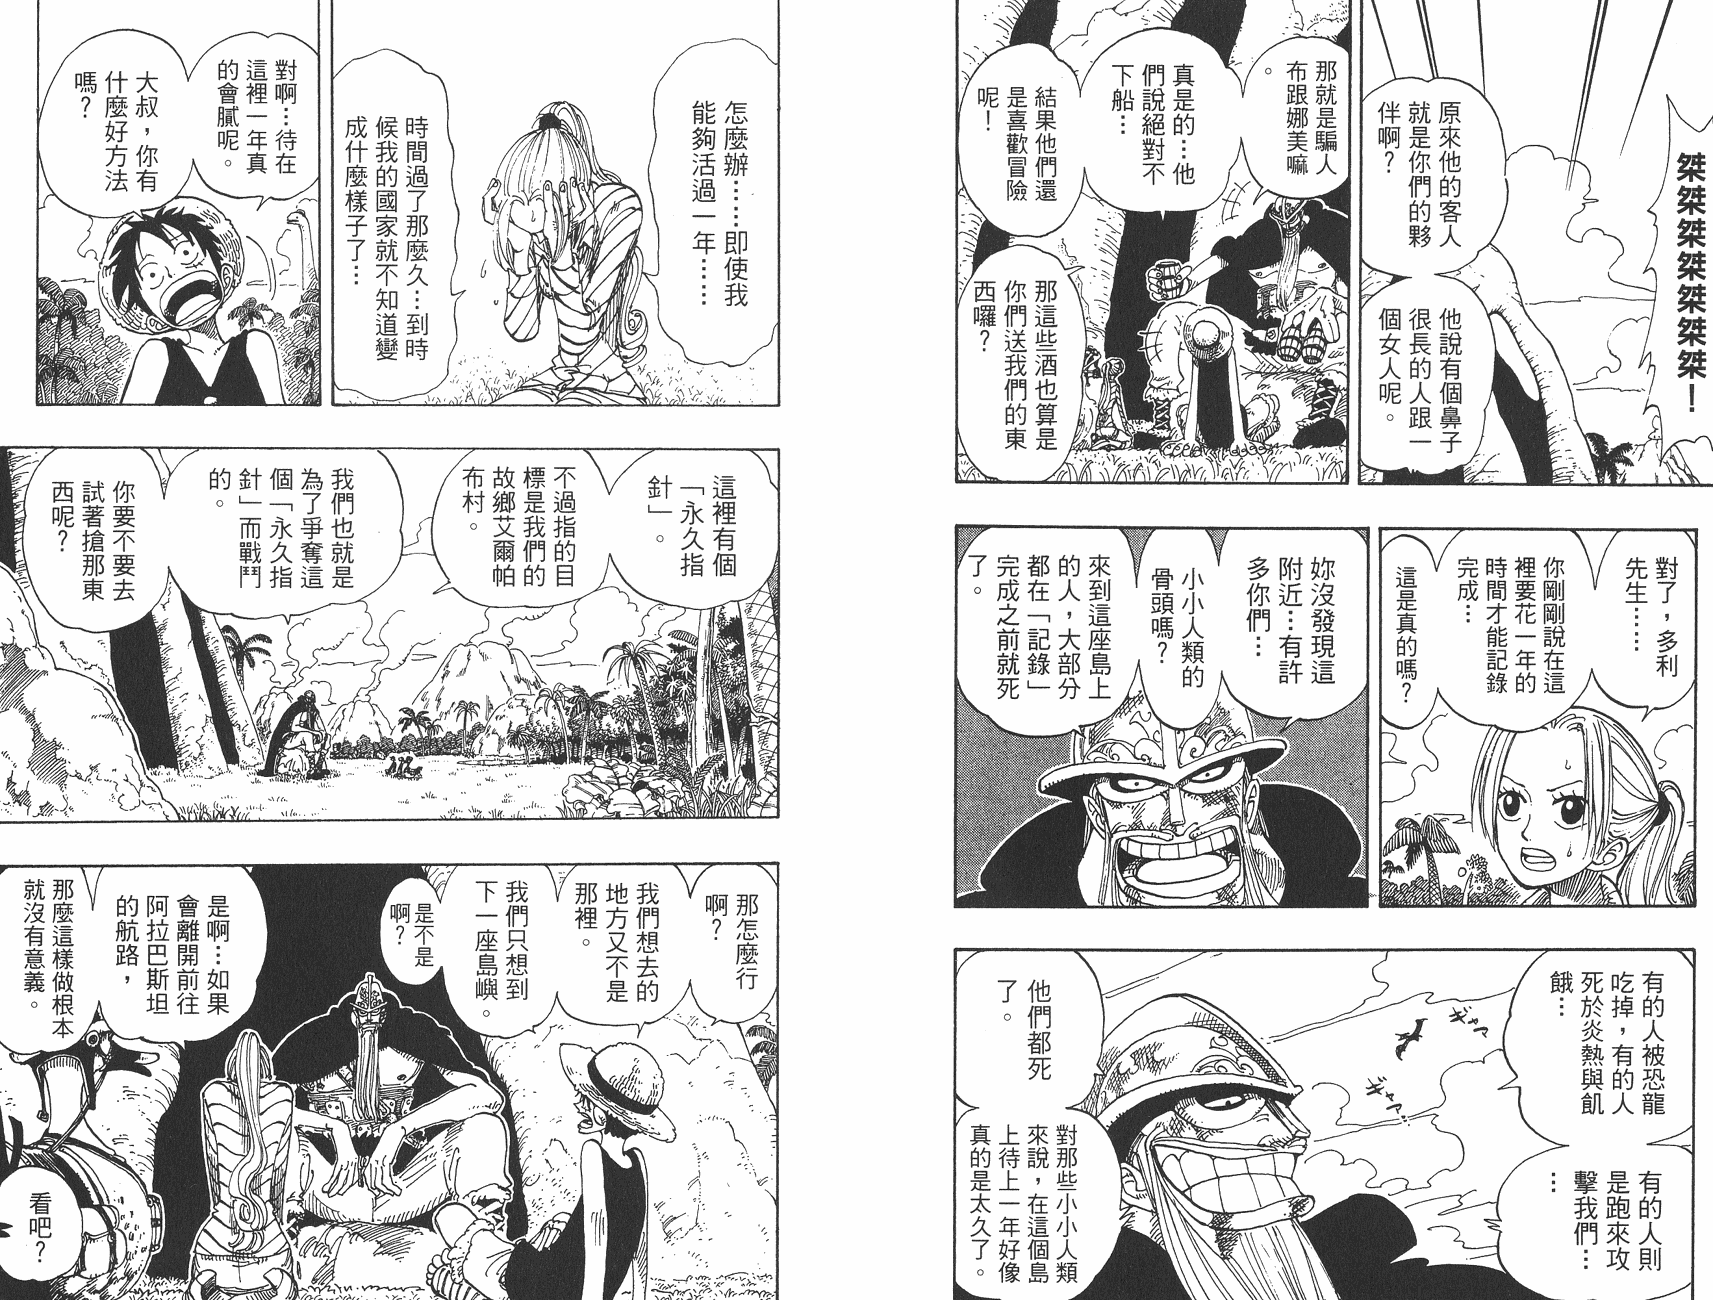 桀桀桀桀桀桀桀桀！
原來他的客人
就是你們的夥
伴啊？
他說有個鼻子
很長的人跟一
個女人呢。
那就是騙人
布跟娜美嘛
。
真是的…他
們說絕對不
下船…
結果他們還
是喜歡冒險
呢！
那這些酒也算是
你們送我們的東
西囉？
對了，多利
先生……
你剛剛說在這
裡要花一年的
時間才能記錄
完成…
這是真的嗎？
妳沒發現這
附近…有許
多你們…
小小人類的
骨頭嗎？
來到這座島上
的人，大部分
都在「記錄」
完成之前就死
了。
有的人被恐龍
吃掉，有的人
死於炎熱與飢
餓…
有的人則
是跑來攻
擊我們…
…
ギャア
ギャア…
他們都死
了。
對那些小小人類
來說，在這個島
上待上一年好像
真的是太久了。
怎麼辦……即使我
能夠活過一年……
時間過了那麼久…到時
候我的國家就不知道變
成什麼樣子了…
對啊…待在
這裡一年真
的會膩呢。
大叔，你有
什麼好方法
嗎？
這裡有個
「永久指
針」。
不過指的目
標是我們的
故鄉艾爾帕
布村。
我們也就是
為了爭奪這
個「永久指
針」而戰鬥
的。
你要不要去
試著搶那東
西呢？
那怎麼行
啊？
我們想去的
地方又不是
那裡。
我們只想到
下一座島嶼。
是不是
啊？
是啊…如果
會離開前往
阿拉巴斯坦
的航路，
那麼這樣做根本
就沒有意義。
看吧？